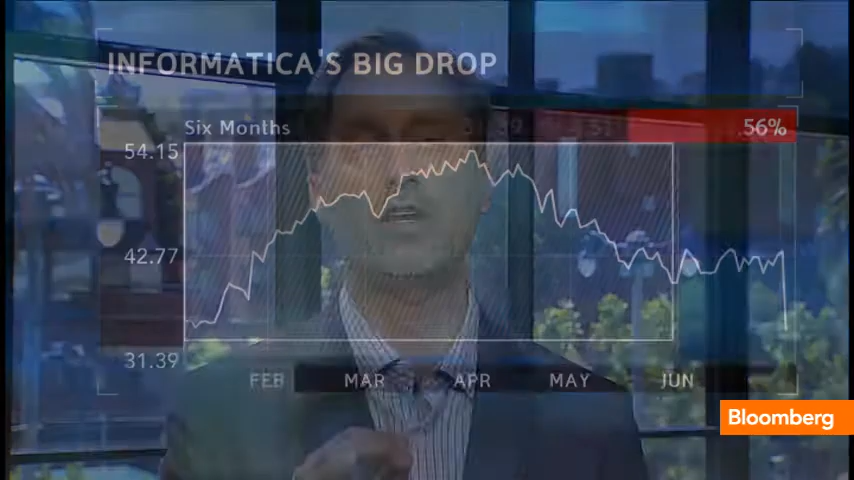 INFORMATICA'S BIG DROP
Six Months
.56%
54.15
42.77
31.39
FEB MAR APR MAY JUN
Bloomberg